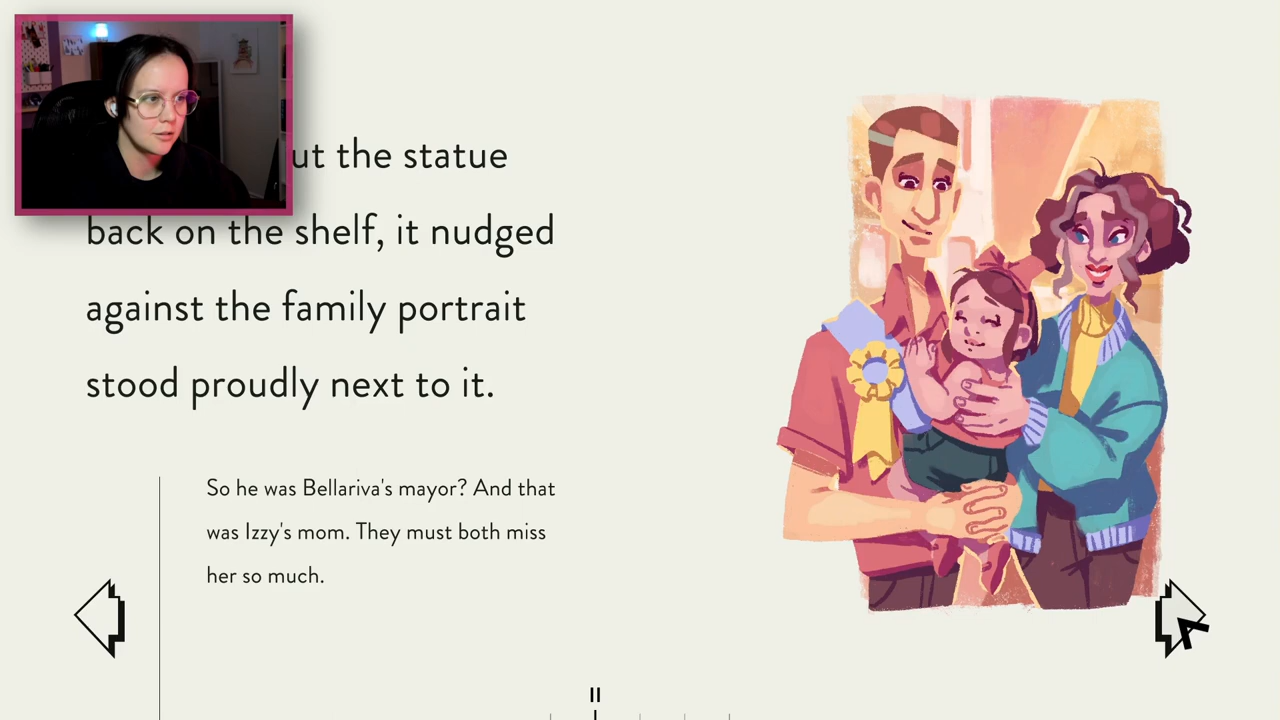 ut the statue
back on the shelf, it nudged
against the family portrait
stood proudly next to it.
So he was Bellariva's mayor? And that
was Izzy's mom. They must both miss
her so much.
II